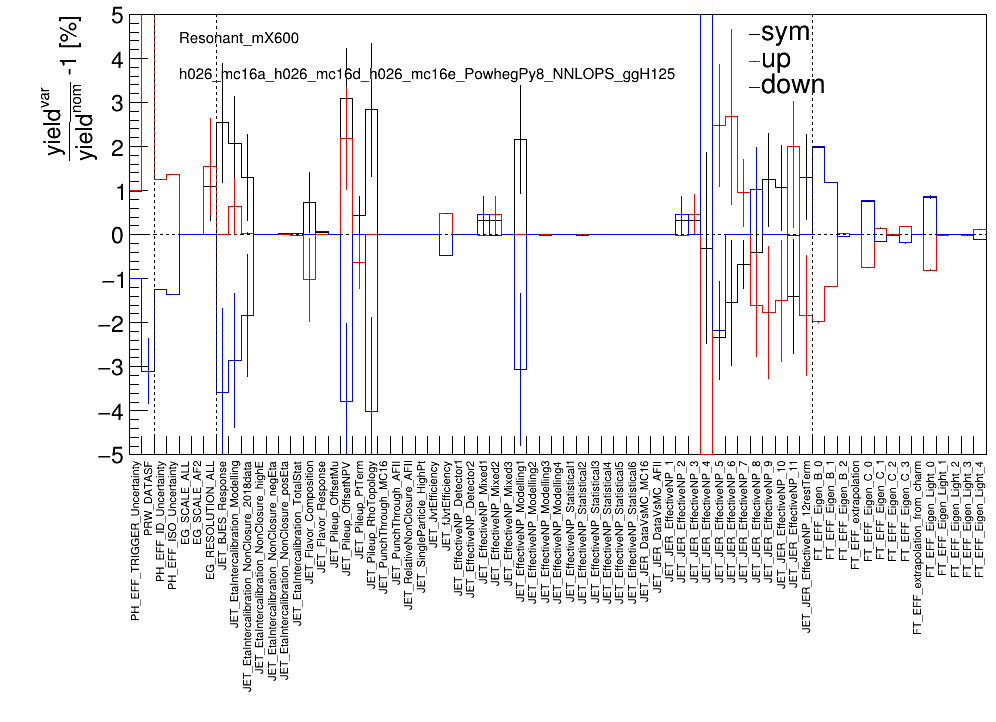 yield^var / yield^nom -1 [%]
Resonant_mX600
h026_mc16a_h026_mc16d_h026_mc16e_PowhegPy8_NNLOPS_ggH125
sym
up
down
5
4
3
2
1
0
−1
−2
−3
−4
−5
PH_EFF_TRIGGER_Uncertainty
PRW_DATASF
PH_EFF_ID_Uncertainty
PH_EFF_ISO_Uncertainty
EG_SCALE_ALL
EG_SCALE_AF2
EG_RESOLUTION_ALL
JET_BJES_Response
JET_EtaIntercalibration_Modelling
JET_EtaIntercalibration_NonClosure_2018data
JET_EtaIntercalibration_NonClosure_highE
JET_EtaIntercalibration_NonClosure_negEta
JET_EtaIntercalibration_NonClosure_posEta
JET_EtaIntercalibration_TotalStat
JET_Flavor_Composition
JET_Flavor_Response
JET_Pileup_OffsetMu
JET_Pileup_OffsetNPV
JET_Pileup_PtTerm
JET_Pileup_RhoTopology
JET_PunchThrough_MC16
JET_PunchThrough_AFII
JET_RelativeNonClosure_AFII
JET_SingleParticle_HighPt
JET_JvtEfficiency
JET_fJvtEfficiency
JET_EffectiveNP_Detector1
JET_EffectiveNP_Detector2
JET_EffectiveNP_Mixed1
JET_EffectiveNP_Mixed2
JET_EffectiveNP_Mixed3
JET_EffectiveNP_Modelling1
JET_EffectiveNP_Modelling2
JET_EffectiveNP_Modelling3
JET_EffectiveNP_Modelling4
JET_EffectiveNP_Statistical1
JET_EffectiveNP_Statistical2
JET_EffectiveNP_Statistical3
JET_EffectiveNP_Statistical4
JET_EffectiveNP_Statistical5
JET_EffectiveNP_Statistical6
JET_JER_DataVsMC_MC16
JET_JER_DataVsMC_AFII
JET_JER_EffectiveNP_1
JET_JER_EffectiveNP_2
JET_JER_EffectiveNP_3
JET_JER_EffectiveNP_4
JET_JER_EffectiveNP_5
JET_JER_EffectiveNP_6
JET_JER_EffectiveNP_7
JET_JER_EffectiveNP_8
JET_JER_EffectiveNP_9
JET_JER_EffectiveNP_10
JET_JER_EffectiveNP_11
JET_JER_EffectiveNP_12restTerm
FT_EFF_Eigen_B_0
FT_EFF_Eigen_B_1
FT_EFF_Eigen_B_2
FT_EFF_extrapolation
FT_EFF_Eigen_C_0
FT_EFF_Eigen_C_1
FT_EFF_Eigen_C_2
FT_EFF_Eigen_C_3
FT_EFF_extrapolation_from_charm
FT_EFF_Eigen_Light_0
FT_EFF_Eigen_Light_1
FT_EFF_Eigen_Light_2
FT_EFF_Eigen_Light_3
FT_EFF_Eigen_Light_4